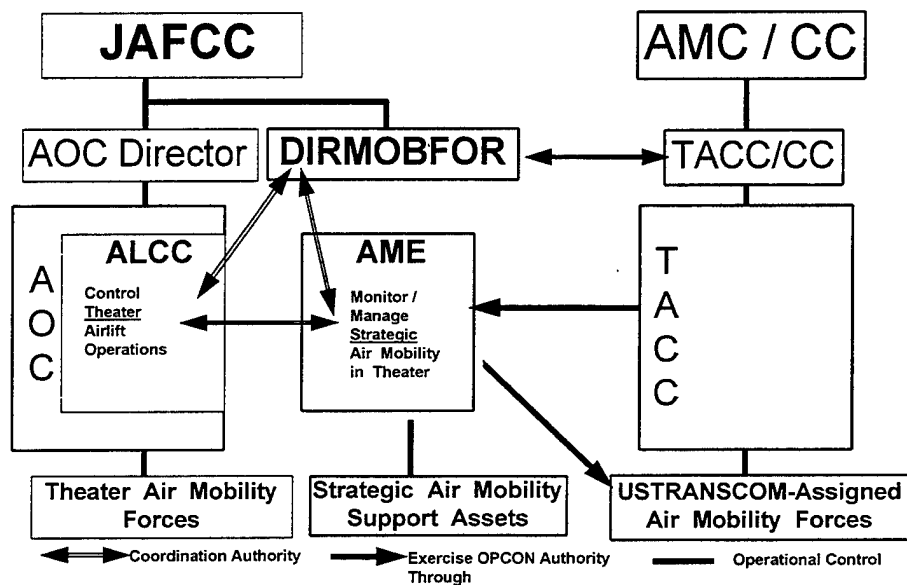 JAFCC
AMC / CC
AOC Director
DIRMOBFOR
TACC/CC
AOC
ALCC
Control
Theater
Airlift
Operations
AME
Monitor /
Manage
Strategic
Air Mobility
in Theater
TACC
Theater Air Mobility
Forces
Strategic Air Mobility
Support Assets
USTRANSCOM-Assigned
Air Mobility Forces
Coordination Authority
Exercise OPCON Authority
Through
Operational Control